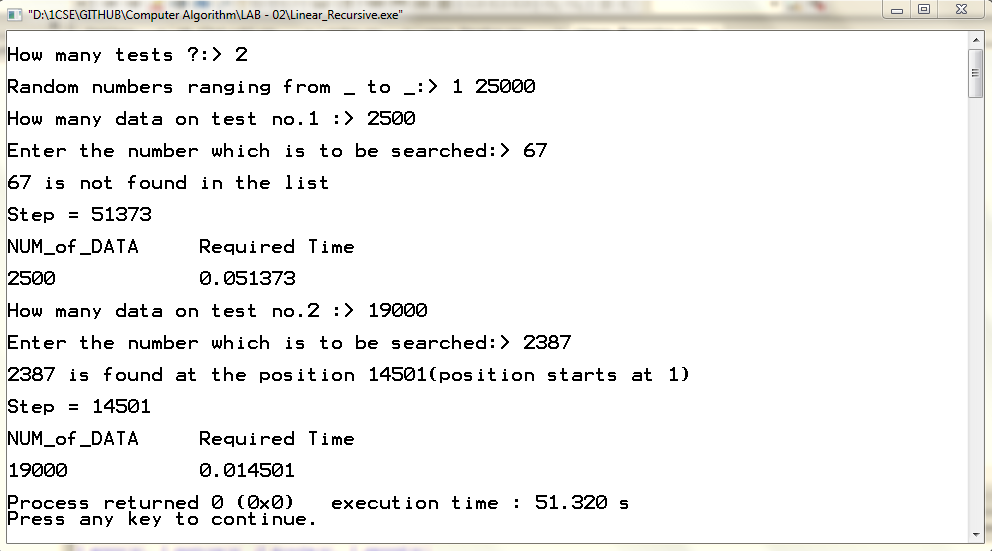 "D:\1CSE\GITHUB\Computer Algorithm\LAB - 02\Linear_Recursive.exe"
How many tests ?:> 2
Random numbers ranging from _ to _:> 1 25000
How many data on test no.1 :> 2500
Enter the number which is to be searched:> 67
67 is not found in the list
Step = 51373
NUM_of_DATA     Required Time
2500            0.051373
How many data on test no.2 :> 19000
Enter the number which is to be searched:> 2387
2387 is found at the position 14501(position starts at 1)
Step = 14501
NUM_of_DATA     Required Time
19000           0.014501
Process returned 0 (0x0)   execution time : 51.320 s
Press any key to continue.